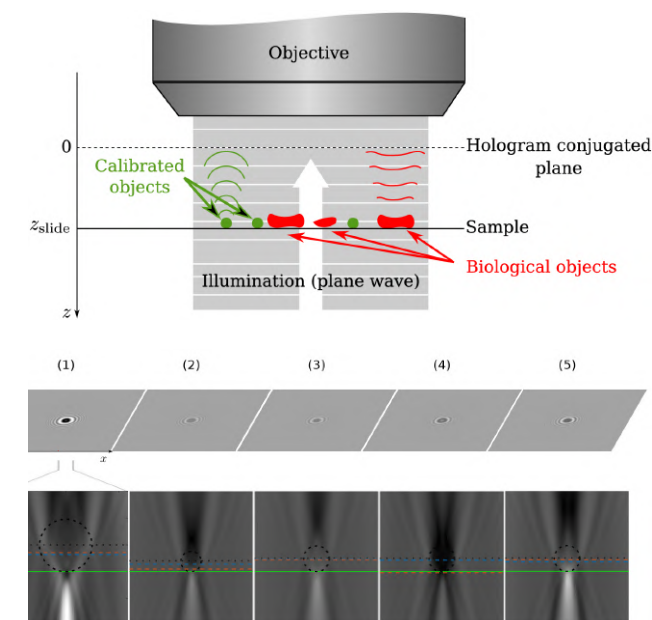 Objective
0
Hologram conjugated
plane
Calibrated
objects
z_slide
Sample
Biological objects
Illumination (plane wave)
z
(1) (2) (3) (4) (5)
x